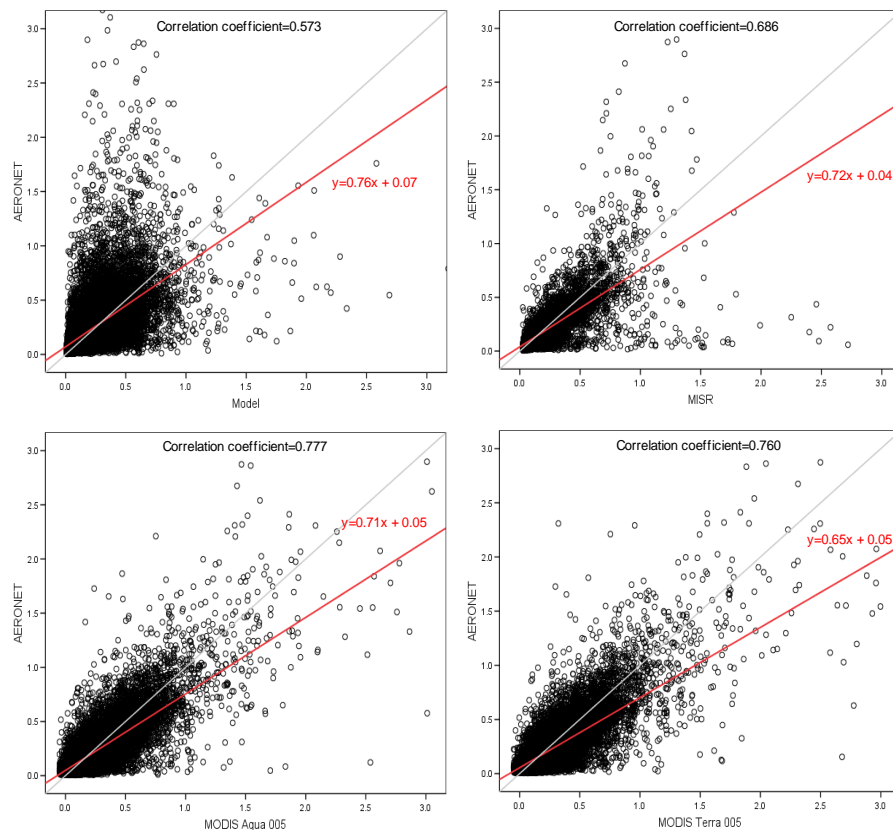 Correlation coefficient=0.573
3.0
2.5
2.0
1.5
1.0
0.5
0.0
AERONET
y=0.76x + 0.07
0.0 0.5 1.0 1.5 2.0 2.5 3.0
Model
Correlation coefficient=0.686
3.0
2.5
2.0
1.5
1.0
0.5
0.0
AERONET
y=0.72x + 0.04
0.0 0.5 1.0 1.5 2.0 2.5 3.0
MISR
Correlation coefficient=0.777
3.0
2.5
2.0
1.5
1.0
0.5
0.0
AERONET
y=0.71x + 0.05
0.0 0.5 1.0 1.5 2.0 2.5 3.0
MODIS Aqua 005
Correlation coefficient=0.760
3.0
2.5
2.0
1.5
1.0
0.5
0.0
AERONET
y=0.65x + 0.05
0.0 0.5 1.0 1.5 2.0 2.5 3.0
MODIS Terra 005